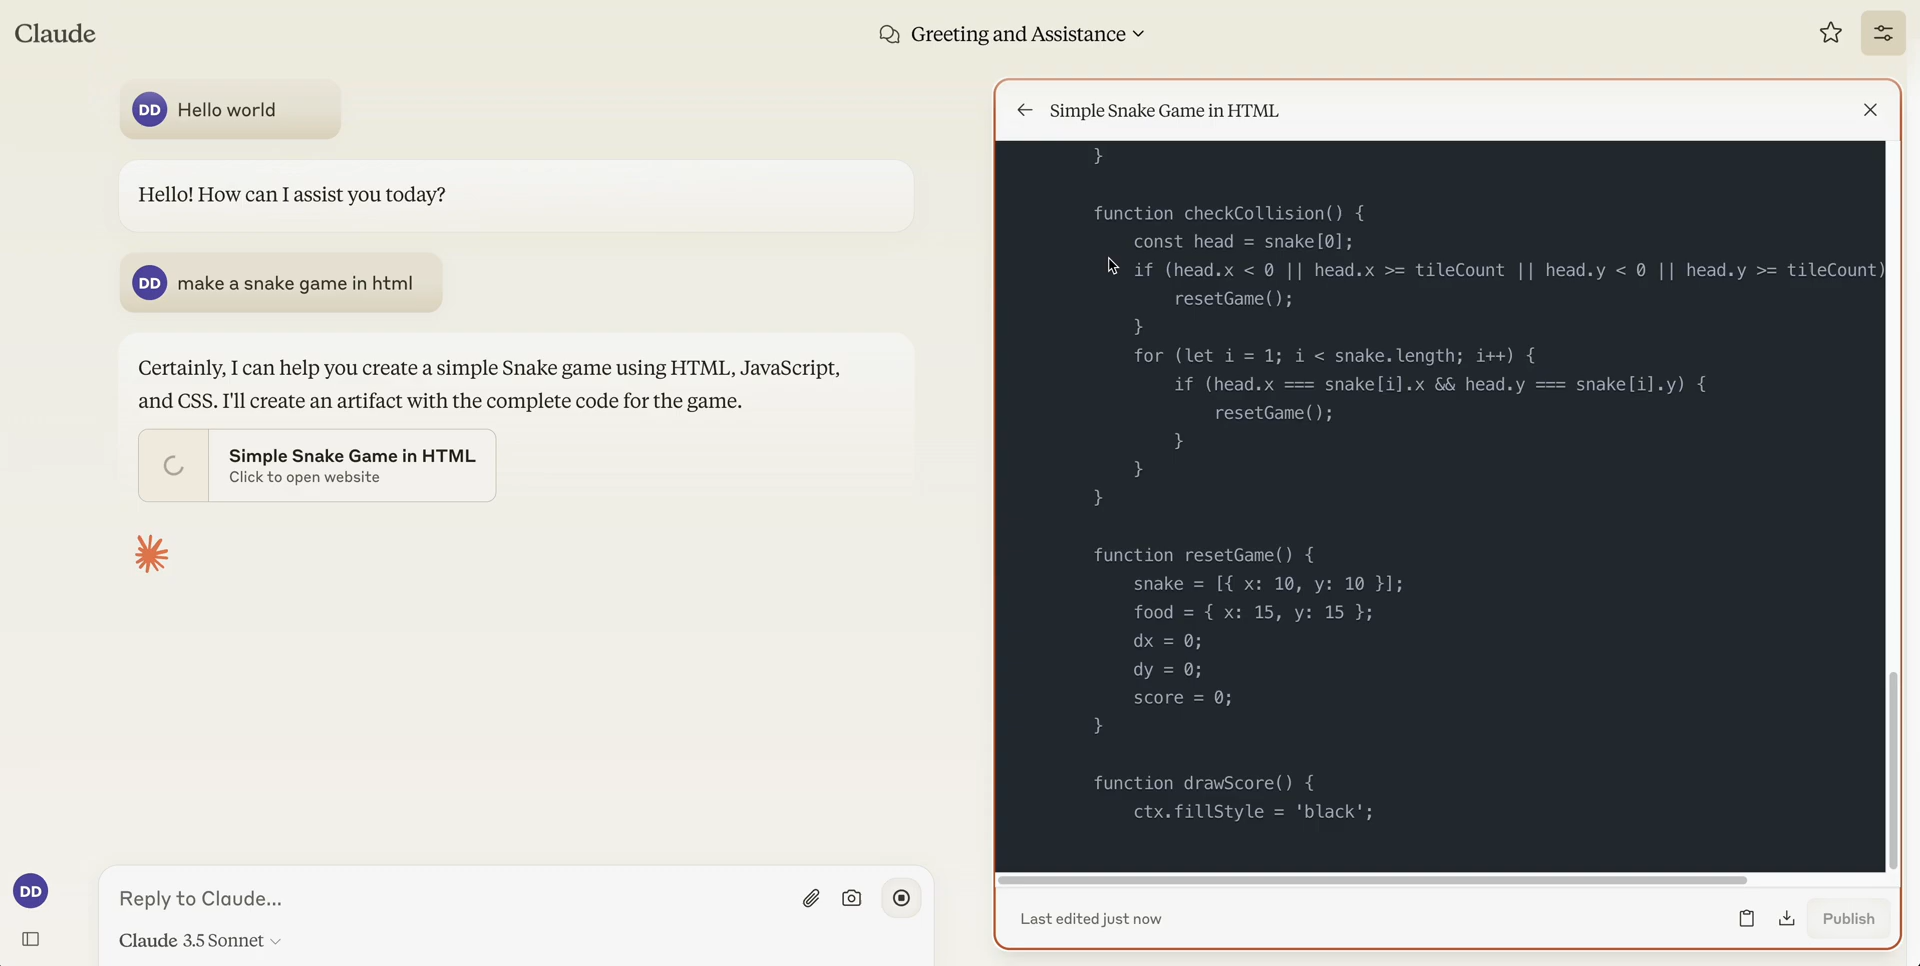 Claude
Greeting and Assistance
DD Hello world
Hello! How can I assist you today?
DD make a snake game in html
Certainly, I can help you create a simple Snake game using HTML, JavaScript,
and CSS. I'll create an artifact with the complete code for the game.
Simple Snake Game in HTML
Click to open website
DD
Reply to Claude...
Claude 3.5 Sonnet
Simple Snake Game in HTML
}
function checkCollision() {
const head = snake[0];
if (head.x < 0 || head.x >= tileCount || head.y < 0 || head.y >= tileCount)
resetGame();
}
for (let i = 1; i < snake.length; i++) {
if (head.x === snake[i].x && head.y === snake[i].y) {
resetGame();
}
}
}
function resetGame() {
snake = [{ x: 10, y: 10 }];
food = { x: 15, y: 15 };
dx = 0;
dy = 0;
score = 0;
}
function drawScore() {
ctx.fillStyle = 'black';
Last edited just now
Publish